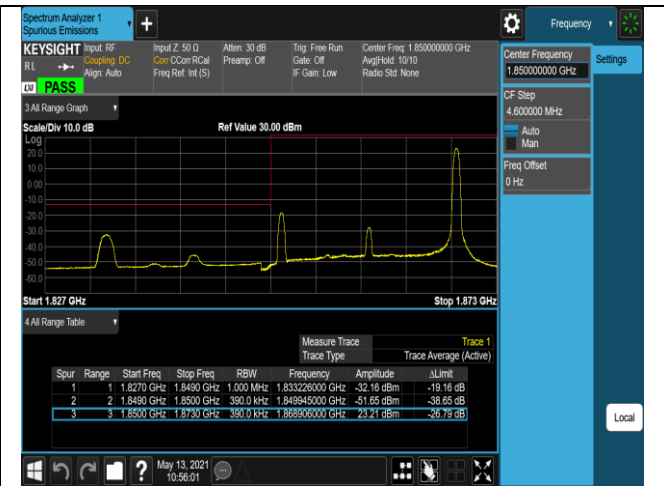 Spectrum Analyzer 1
Spurious Emissions
Frequency
KEYSIGHT Input: RF Input Z: 50 Ω Atten: 30 dB Trig: Free Run Center Freq: 1.850000000 GHz
RL Coupling: DC Corr CCorr RCal Preamp: Off Gate: Off Avg|Hold: 10/10
Align: Auto Freq Ref: Int (S) IF Gain: Low Radio Std: None
LXI PASS
3 All Range Graph
Scale/Div 10.0 dB Ref Value 30.00 dBm
Log
20.0
10.0
0.00
-10.0
-20.0
-30.0
-40.0
-50.0
-60.0
Start 1.827 GHz Stop 1.873 GHz
4 All Range Table
Measure Trace Trace 1
Trace Type Trace Average (Active)
Spur Range Start Freq Stop Freq RBW Frequency Amplitude ΔLimit
1 1 1.8270 GHz 1.8490 GHz 1.000 MHz 1.833226000 GHz -32.16 dBm -19.16 dB
2 2 1.8490 GHz 1.8500 GHz 390.0 kHz 1.849945000 GHz -51.65 dBm -38.65 dB
3 3 1.8500 GHz 1.8730 GHz 390.0 kHz 1.868906000 GHz 23.21 dBm -26.79 dB
Center Frequency
1.850000000 GHz
Settings
CF Step
4.600000 MHz
Auto
Man
Freq Offset
0 Hz
Local
?
May 13, 2021
10:56:01